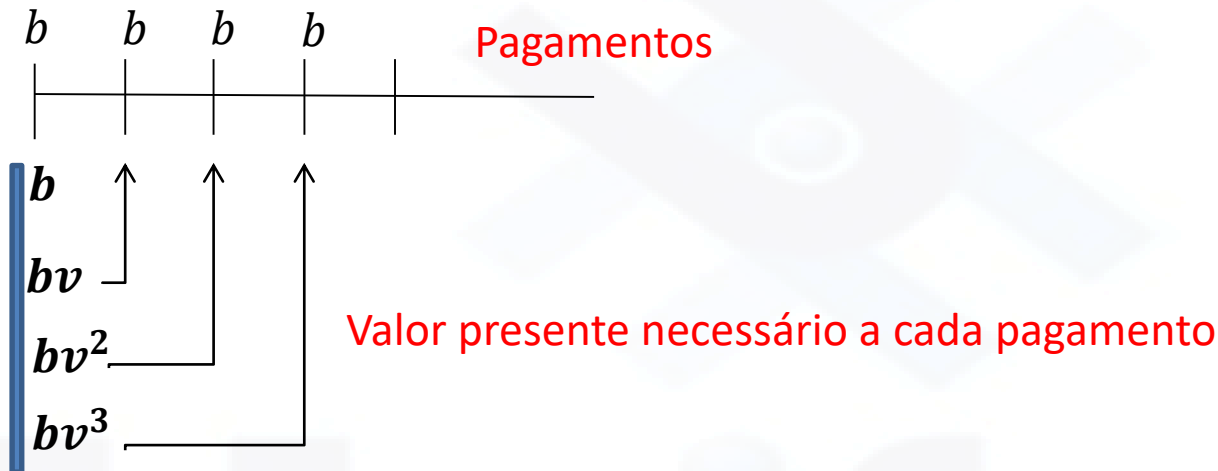 b b b b
Pagamentos
b
bv
bv²
Valor presente necessário a cada pagamento
bv³